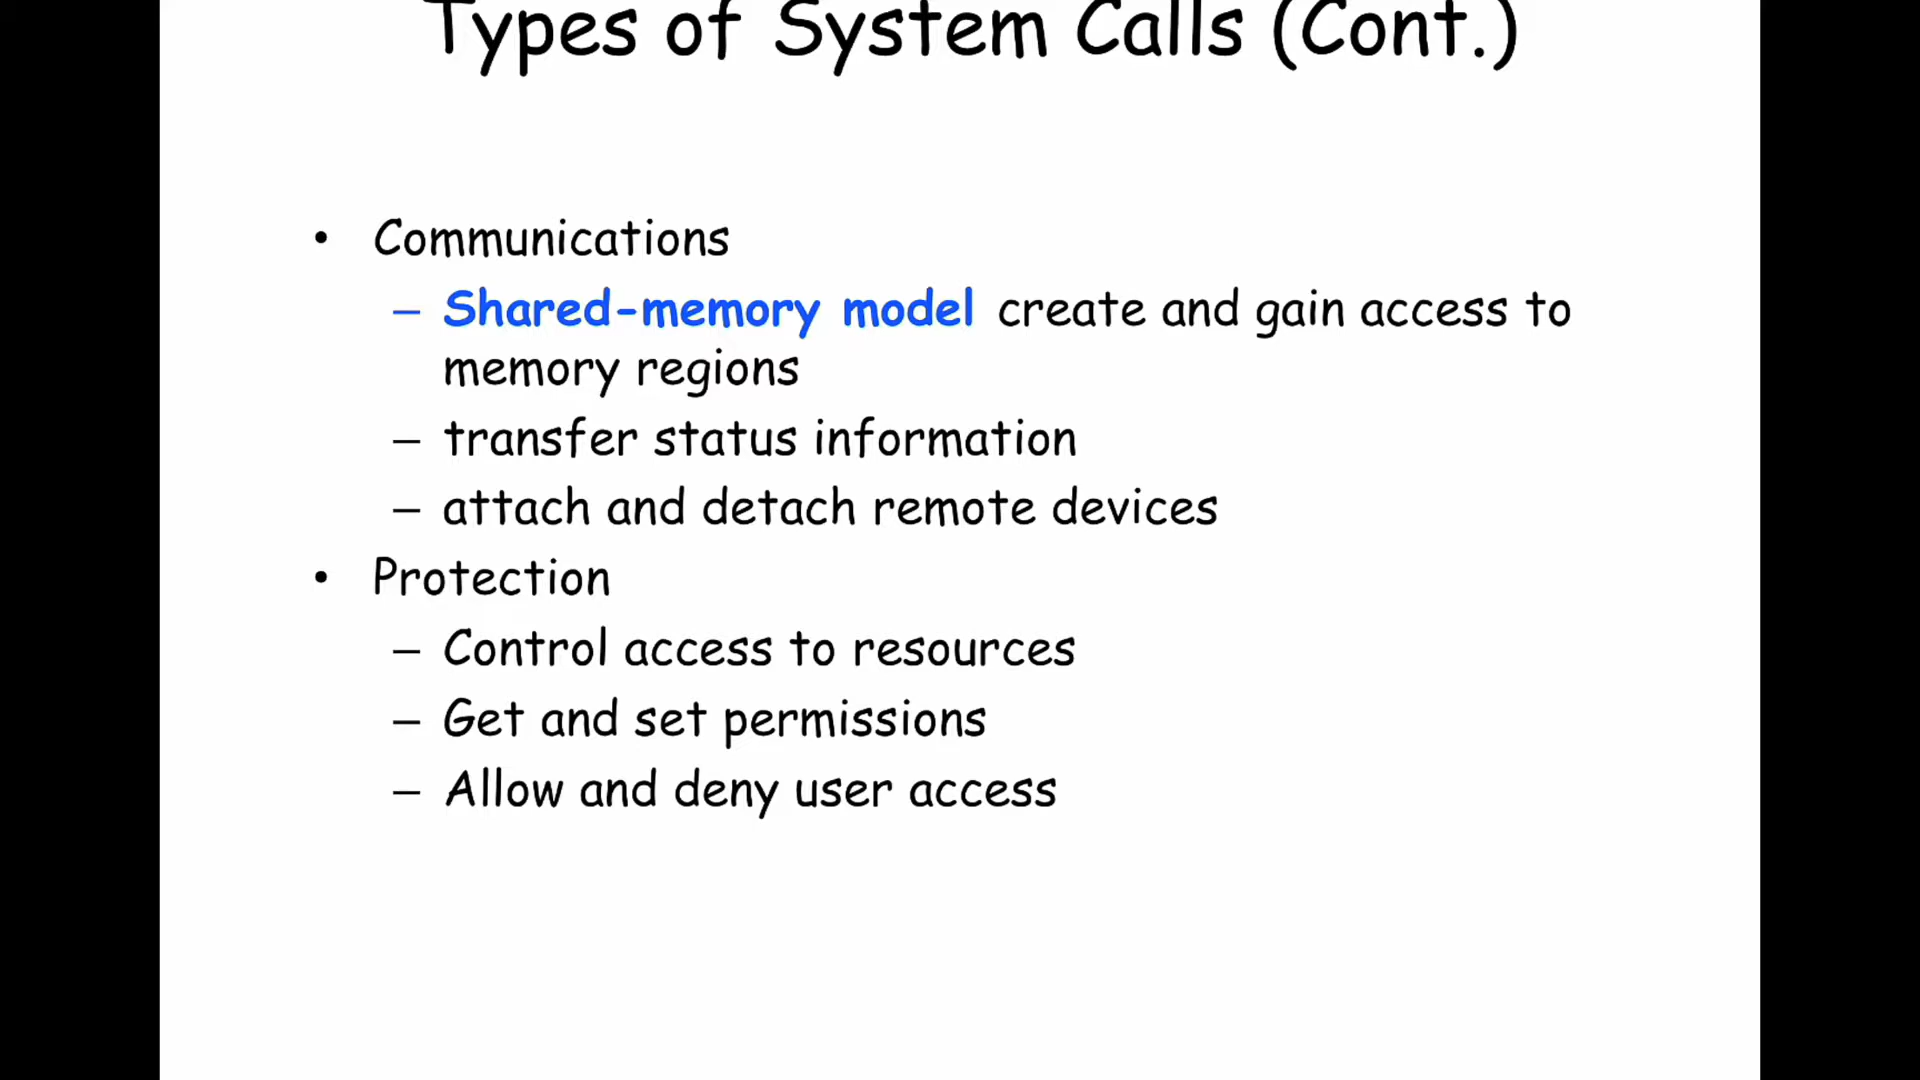 Types of System Calls (Cont.)
• Communications
– Shared-memory model create and gain access to
memory regions
– transfer status information
– attach and detach remote devices
• Protection
– Control access to resources
– Get and set permissions
– Allow and deny user access